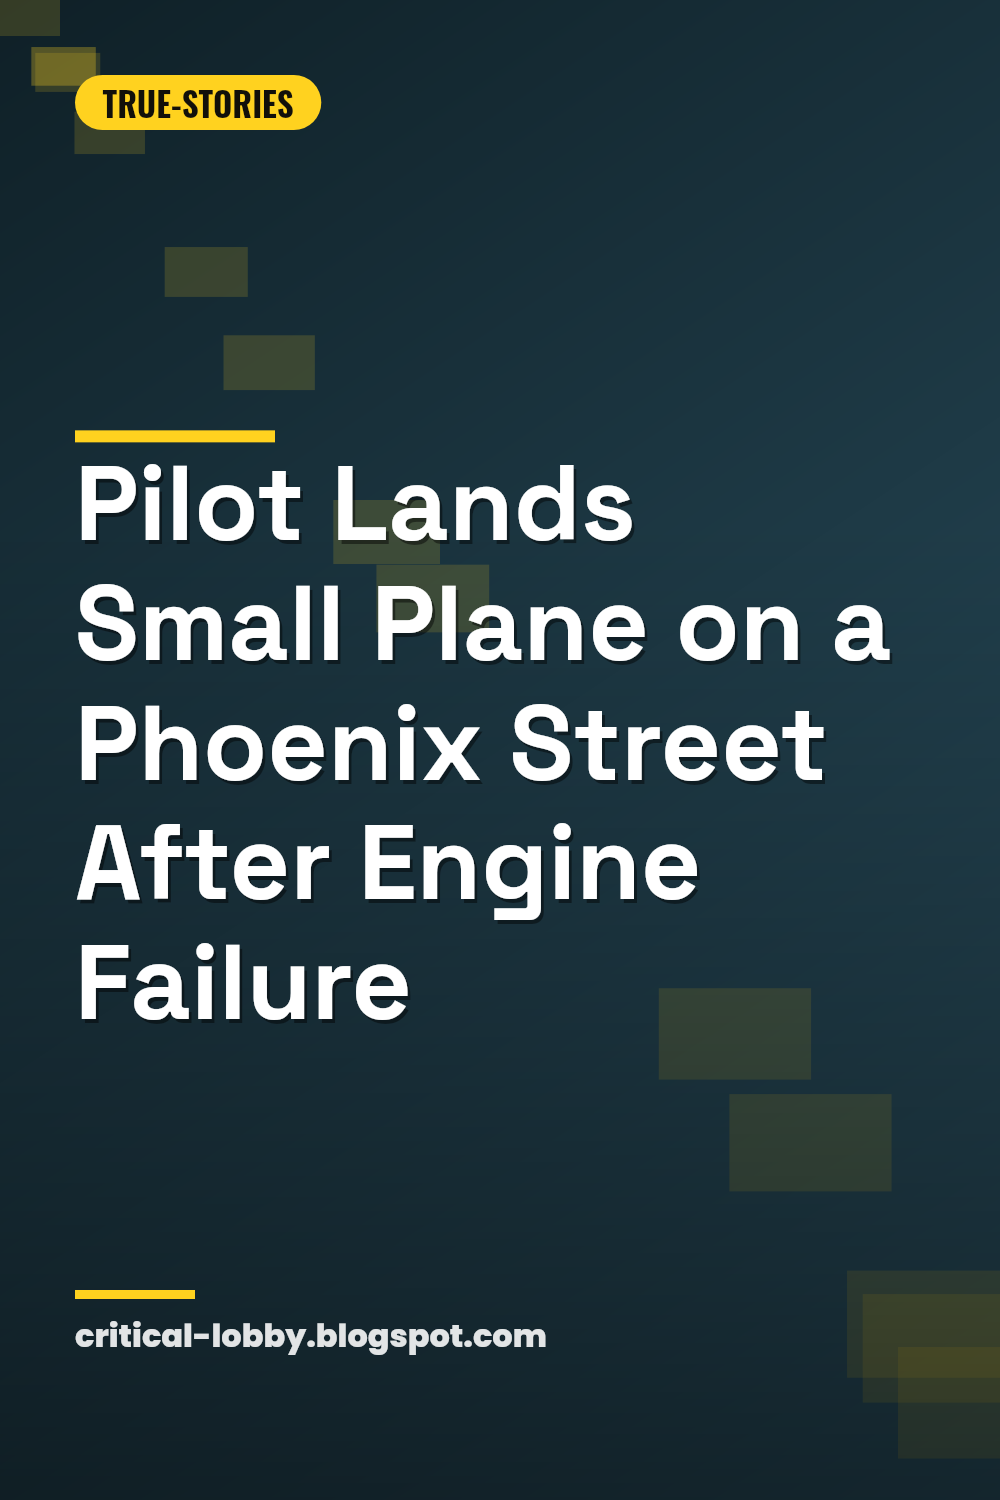 TRUE-STORIES
Pilot Lands
Small Plane on a
Phoenix Street
After Engine
Failure
critical-lobby.blogspot.com